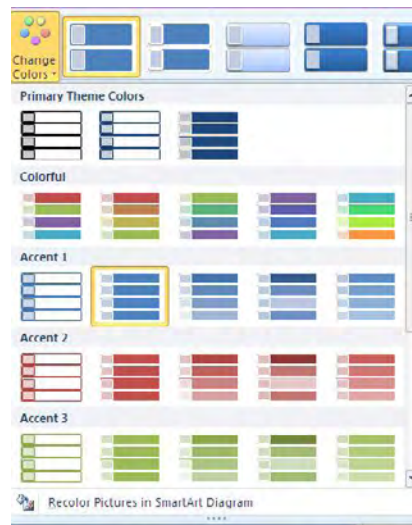 Change
Colors
Primary Theme Colors
Colorful
Accent 1
Accent 2
Accent 3
Recolor Pictures in SmartArt Diagram